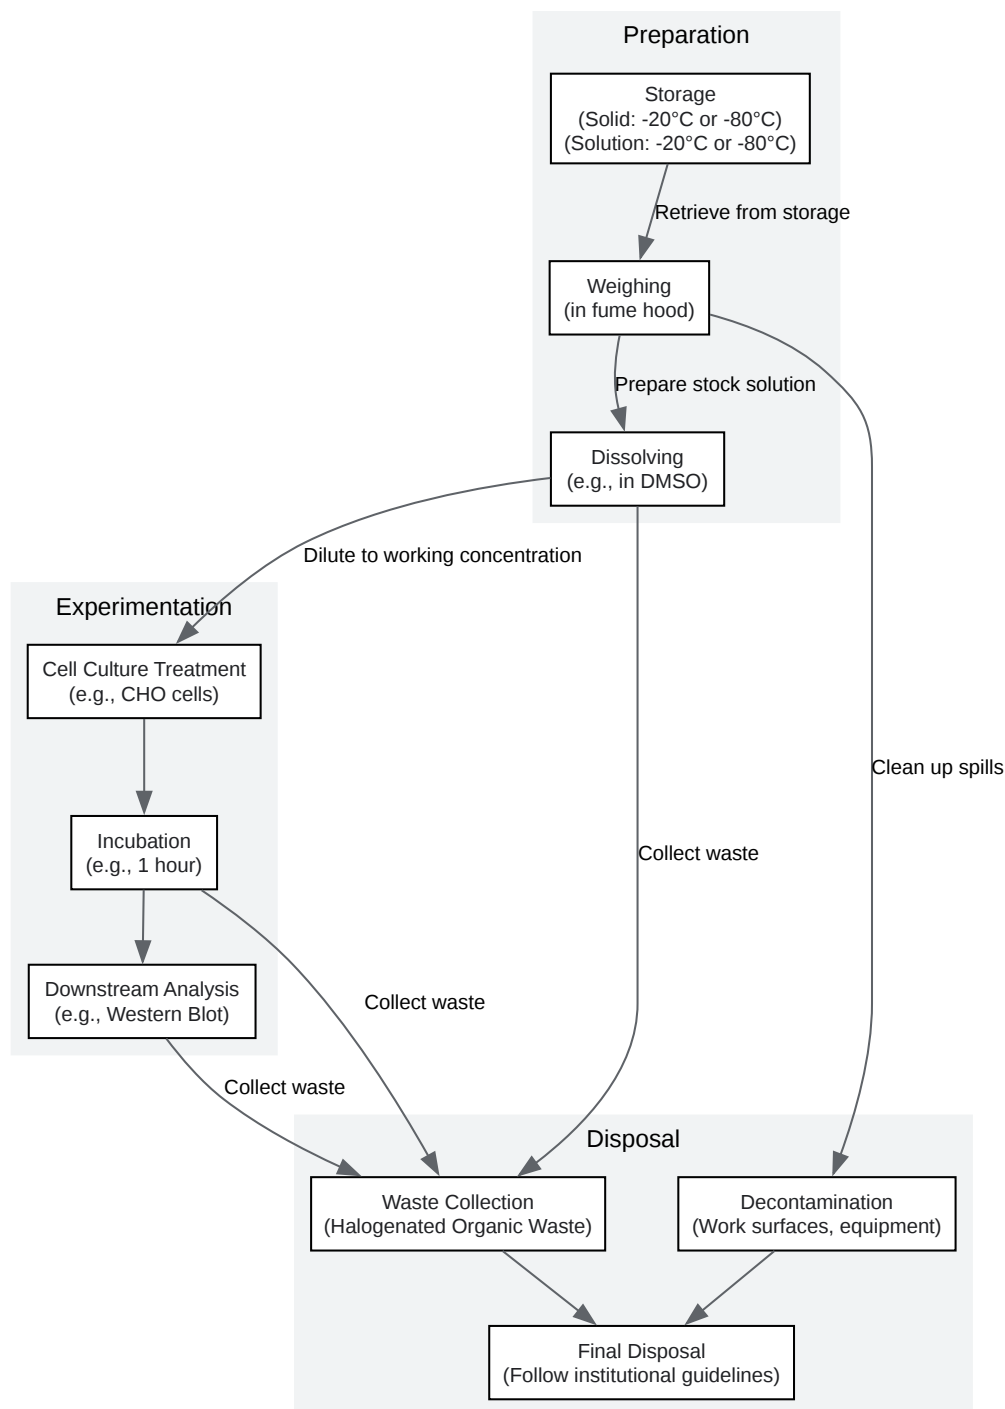 Preparation
Storage
(Solid: -20°C or -80°C)
(Solution: -20°C or -80°C)
Retrieve from storage
Weighing
(in fume hood)
Prepare stock solution
Dissolving
(e.g., in DMSO)
Dilute to working concentration
Experimentation
Cell Culture Treatment
(e.g., CHO cells)
Clean up spills
Incubation
(e.g., 1 hour)
Collect waste
Downstream Analysis
(e.g., Western Blot)
Collect waste
Collect waste
Disposal
Waste Collection
(Halogenated Organic Waste)
Decontamination
(Work surfaces, equipment)
Final Disposal
(Follow institutional guidelines)